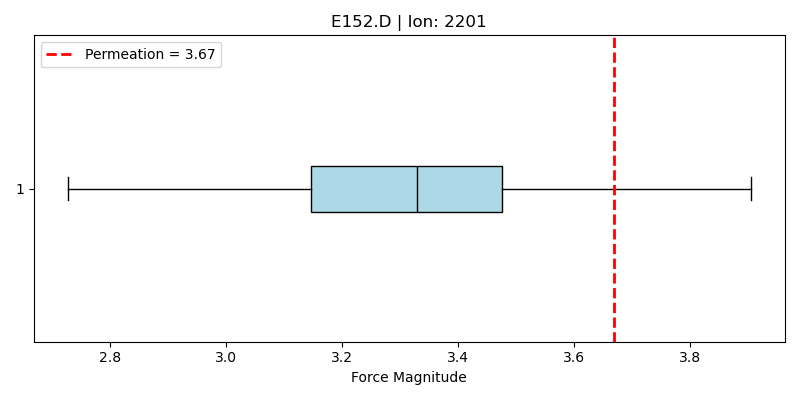 E152.D | Ion: 2201
Permeation = 3.67
1
2.8 3.0 3.2 3.4 3.6 3.8
Force Magnitude